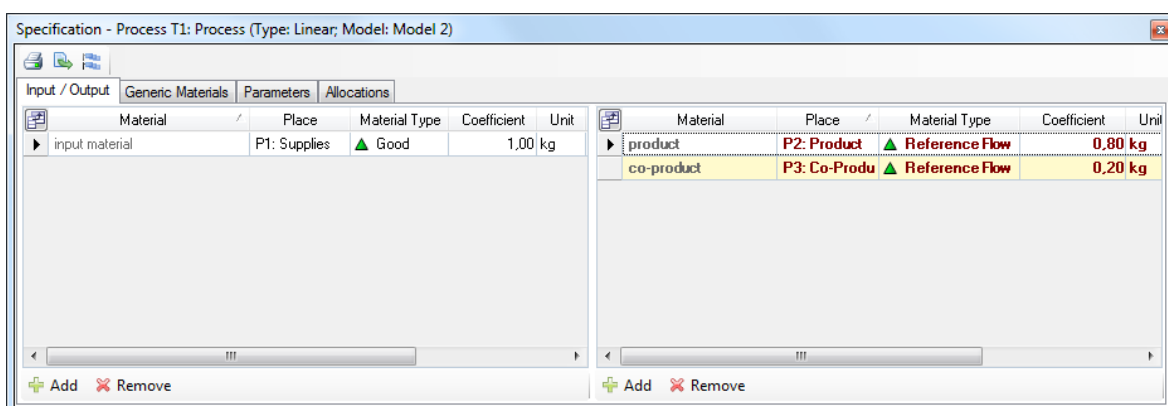 Specification - Process T1: Process (Type: Linear; Model: Model 2)
Input / Output Generic Materials Parameters Allocations
Material Place Material Type Coefficient Unit Material Place Material Type Coefficient Unit
input material P1: Supplies Good 1,00 kg product P2: Product Reference Flow 0,80 kg
co-product P3: Co-Produ Reference Flow 0,20 kg
Add Remove Add Remove